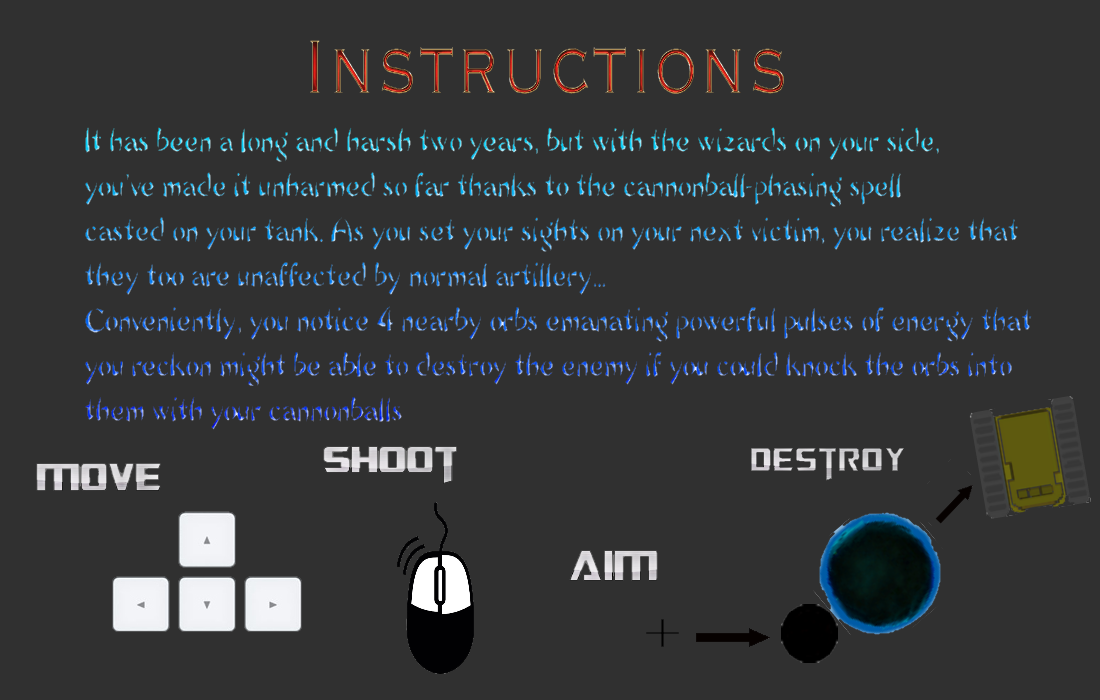 Instructions
It has been a long and harsh two years, but with the wizards on your side,
you've made it unharmed so far thanks to the cannonball-phasing spell
casted on your tank. As you set your sights on your next victim, you realize that
they too are unaffected by normal artillery...
Conveniently, you notice 4 nearby orbs emanating powerful pulses of energy that
you reckon might be able to destroy the enemy if you could knock the orbs into
them with your cannonballs
MOVE
SHOOT
AIM
DESTROY